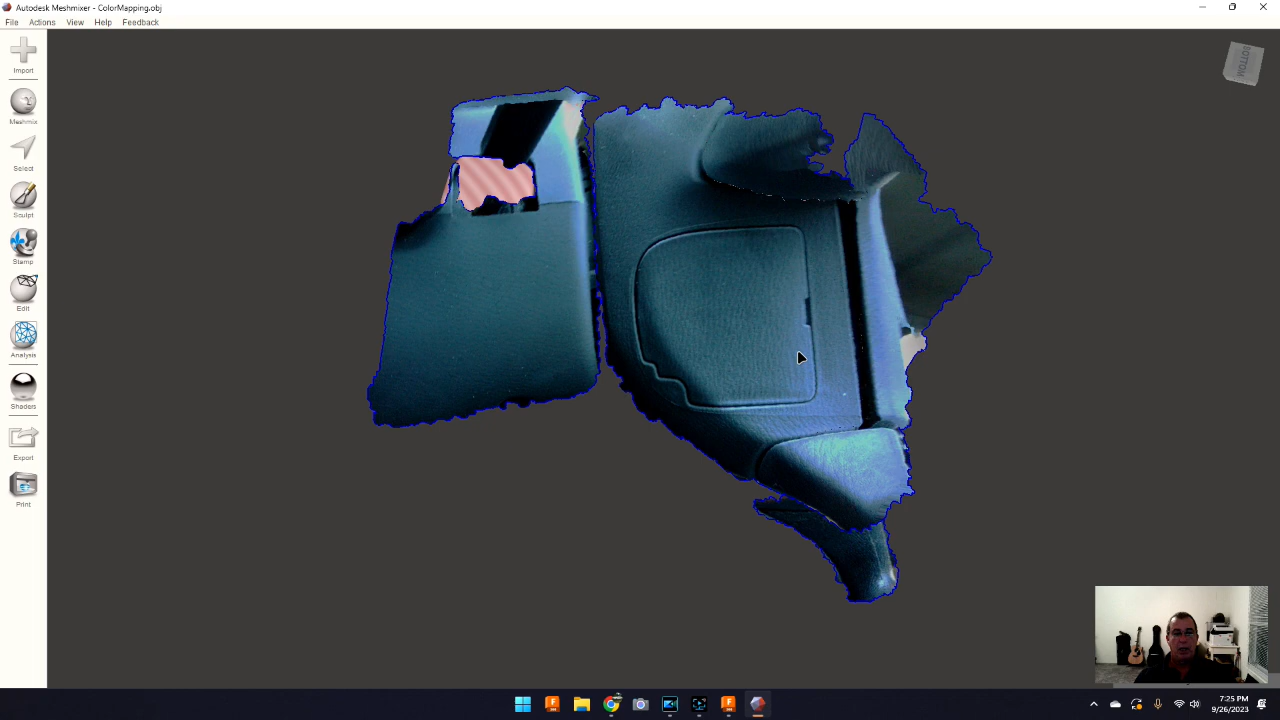 Autodesk Meshmixer - ColorMapping.obj
File Actions View Help Feedback
Import
Meshmix
Select
Sculpt
Stamp
Edit
Analysis
Shaders
Export
Print
BOTTOM
7:25 PM
9/26/2023